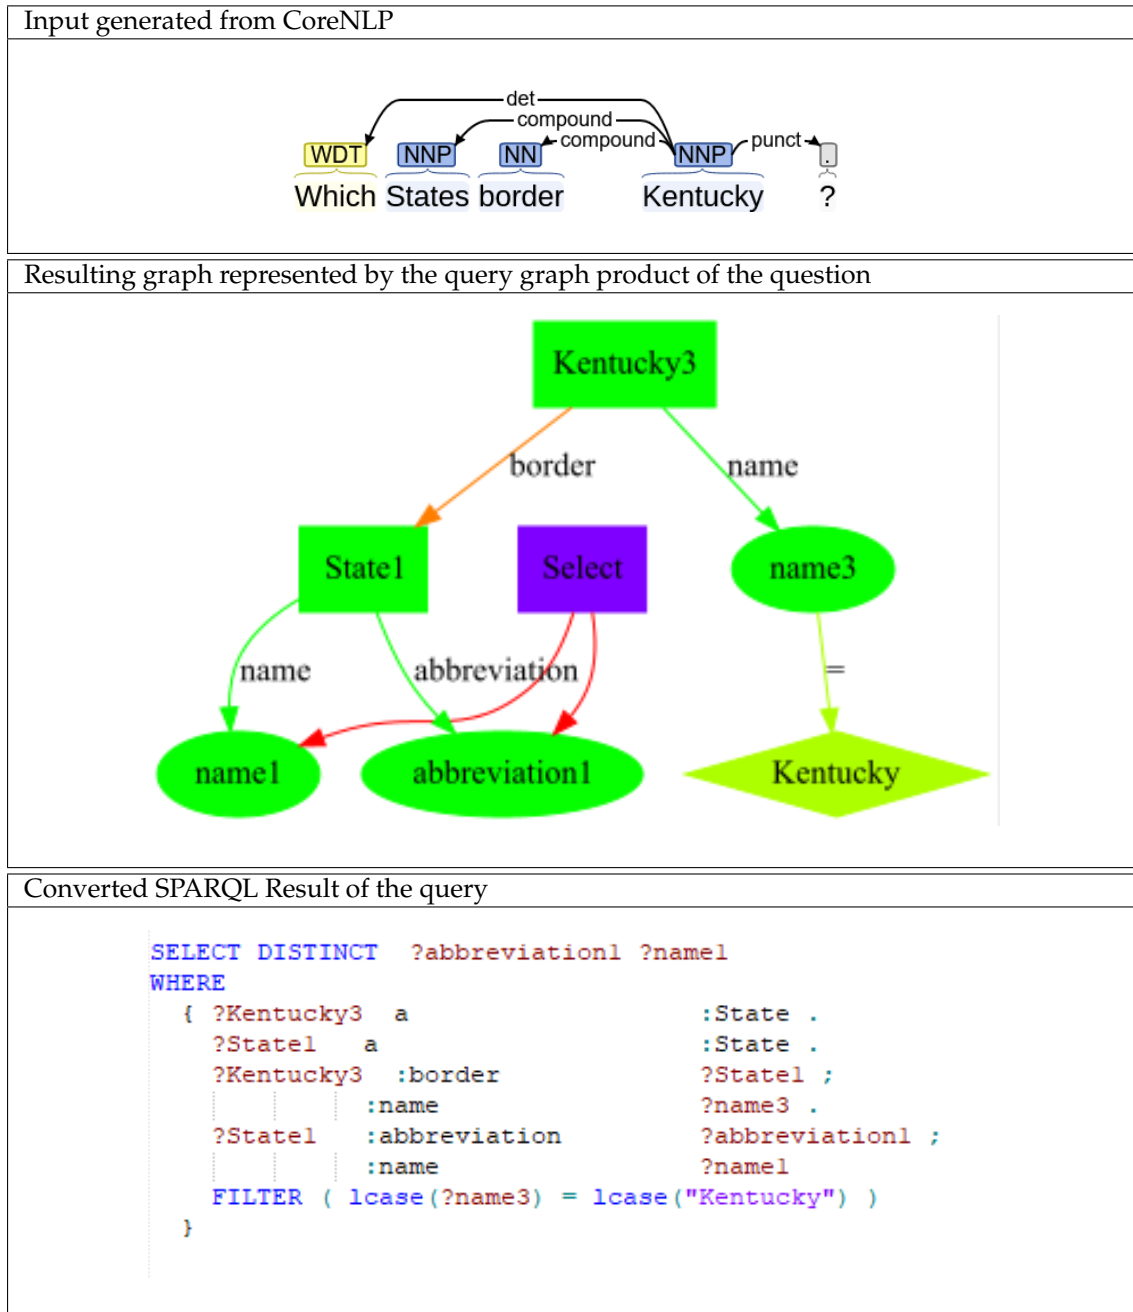 Input generated from CoreNLP
det
compound
compound
punct
WDT NNP NN NNP .
Which States border Kentucky ?
Resulting graph represented by the query graph product of the question
Kentucky3
border name
State1 Select name3
name abbreviation =
name1 abbreviation1 Kentucky
Converted SPARQL Result of the query
SELECT DISTINCT ?abbreviation1 ?name1
WHERE
{ ?Kentucky3 a :State .
?State1 a :State .
?Kentucky3 :border ?State1 ;
:name ?name3 .
?State1 :abbreviation ?abbreviation1 ;
:name ?name1
FILTER ( lcase(?name3) = lcase("Kentucky") )
}